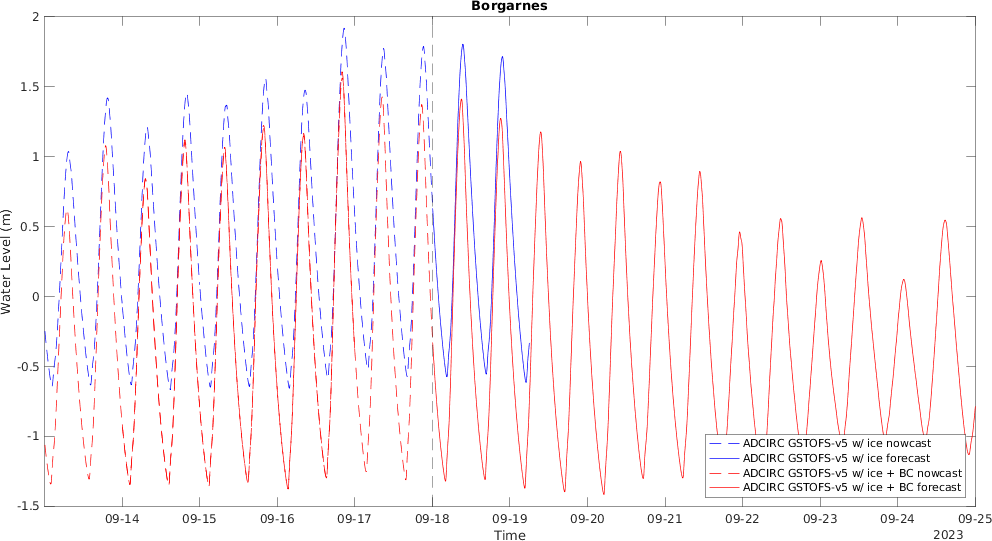 Borgarnes
Water Level (m)
2
1.5
1
0.5
0
-0.5
-1
-1.5
ADCIRC GSTOFS-v5 w/ ice nowcast
ADCIRC GSTOFS-v5 w/ ice forecast
ADCIRC GSTOFS-v5 w/ ice + BC nowcast
ADCIRC GSTOFS-v5 w/ ice + BC forecast
09-14 09-15 09-16 09-17 09-18 09-19 09-20 09-21 09-22 09-23 09-24 09-25
Time
2023